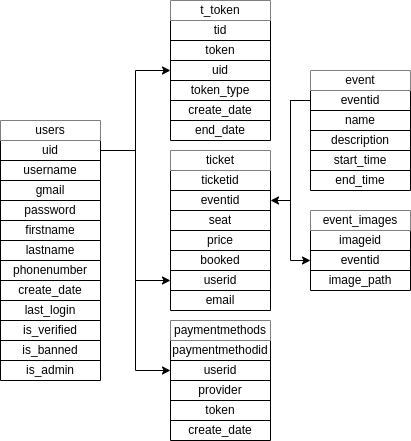 users
uid
username
gmail
password
firstname
lastname
phonenumber
create_date
last_login
is_verified
is_banned
is_admin
t_token
tid
token
uid
token_type
create_date
end_date
ticket
ticketid
eventid
seat
price
booked
userid
email
paymentmethods
paymentmethodid
userid
provider
token
create_date
event
eventid
name
description
start_time
end_time
event_images
imageid
eventid
image_path